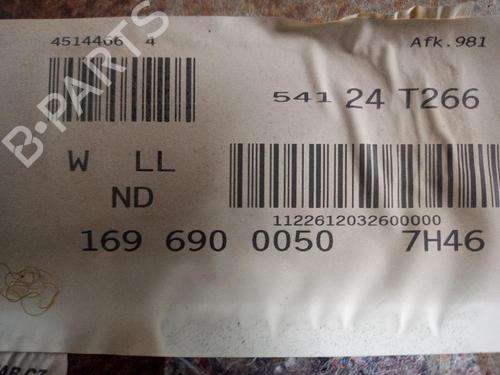 4514466 4
Afk.981
541 24 T266
W LL
ND
1122612032600000
169 690 0050 7H46
B-PARTS